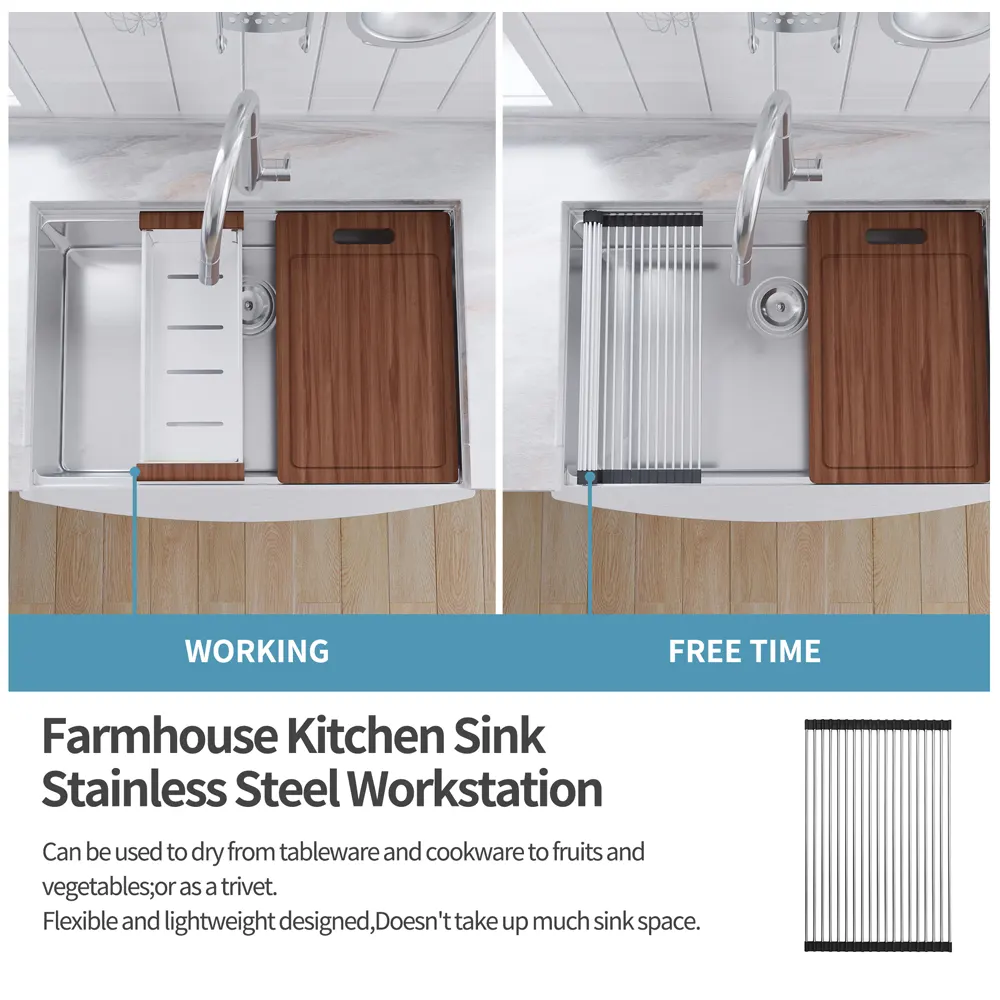 WORKING
FREE TIME
Farmhouse Kitchen Sink
Stainless Steel Workstation
Can be used to dry from tableware and cookware to fruits and
vegetables;or as a trivet.
Flexible and lightweight designed,Doesn't take up much sink space.